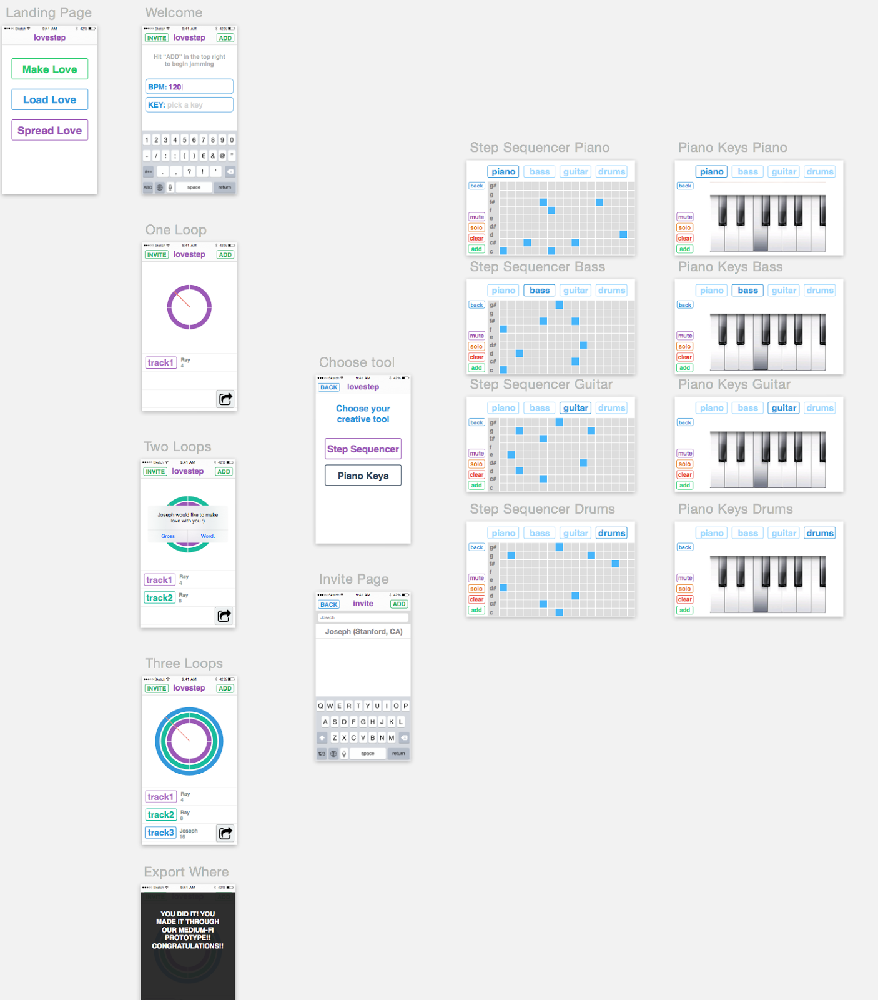 Landing Page
Sketch 9:41 AM 42%
lovestep
Make Love
Load Love
Spread Love
Welcome
Sketch 9:41 AM 42%
INVITE lovestep ADD
Hit "ADD" in the top right
to begin jamming
BPM: 120
KEY: pick a key
1 2 3 4 5 6 7 8 9 0
- / : ; ( ) € & @ "
#+= . , ? ! '
ABC space return
One Loop
Sketch 9:41 AM 42%
INVITE lovestep ADD
track1 Ray
4
Two Loops
Sketch 9:41 AM 42%
INVITE lovestep ADD
Joseph would like to make
love with you :)
Gross Word.
track1 Ray
4
track2 Ray
8
Three Loops
Sketch 9:41 AM 42%
INVITE lovestep ADD
track1 Ray
4
track2 Ray
8
track3 Joseph
16
Export Where
Sketch 9:41 AM 42%
INVITE lovestep ADD
YOU DID IT! YOU
MADE IT THROUGH
OUR MEDIUM-FI
PROTOTYPE!!
CONGRATULATIONS!!
Choose tool
Sketch 9:41 AM 42%
BACK lovestep
Choose your
creative tool
Step Sequencer
Piano Keys
Invite Page
Sketch 9:41 AM 42%
BACK invite ADD
Joseph
Joseph (Stanford, CA)
Q W E R T Y U I O P
A S D F G H J K L
Z X C V B N M
123 space return
Step Sequencer Piano
piano bass guitar drums
back g#
g
f#
f
mute e
solo d#
d
clear c#
add c
Step Sequencer Bass
piano bass guitar drums
back g#
g
f#
f
mute e
solo d#
d
clear c#
add c
Step Sequencer Guitar
piano bass guitar drums
back g#
g
f#
f
mute e
solo d#
d
clear c#
add c
Step Sequencer Drums
piano bass guitar drums
back g#
g
f#
f
mute e
solo d#
d
clear c#
add c
Piano Keys Piano
piano bass guitar drums
back
mute
solo
clear
add
Piano Keys Bass
piano bass guitar drums
back
mute
solo
clear
add
Piano Keys Guitar
piano bass guitar drums
back
mute
solo
clear
add
Piano Keys Drums
piano bass guitar drums
back
mute
solo
clear
add